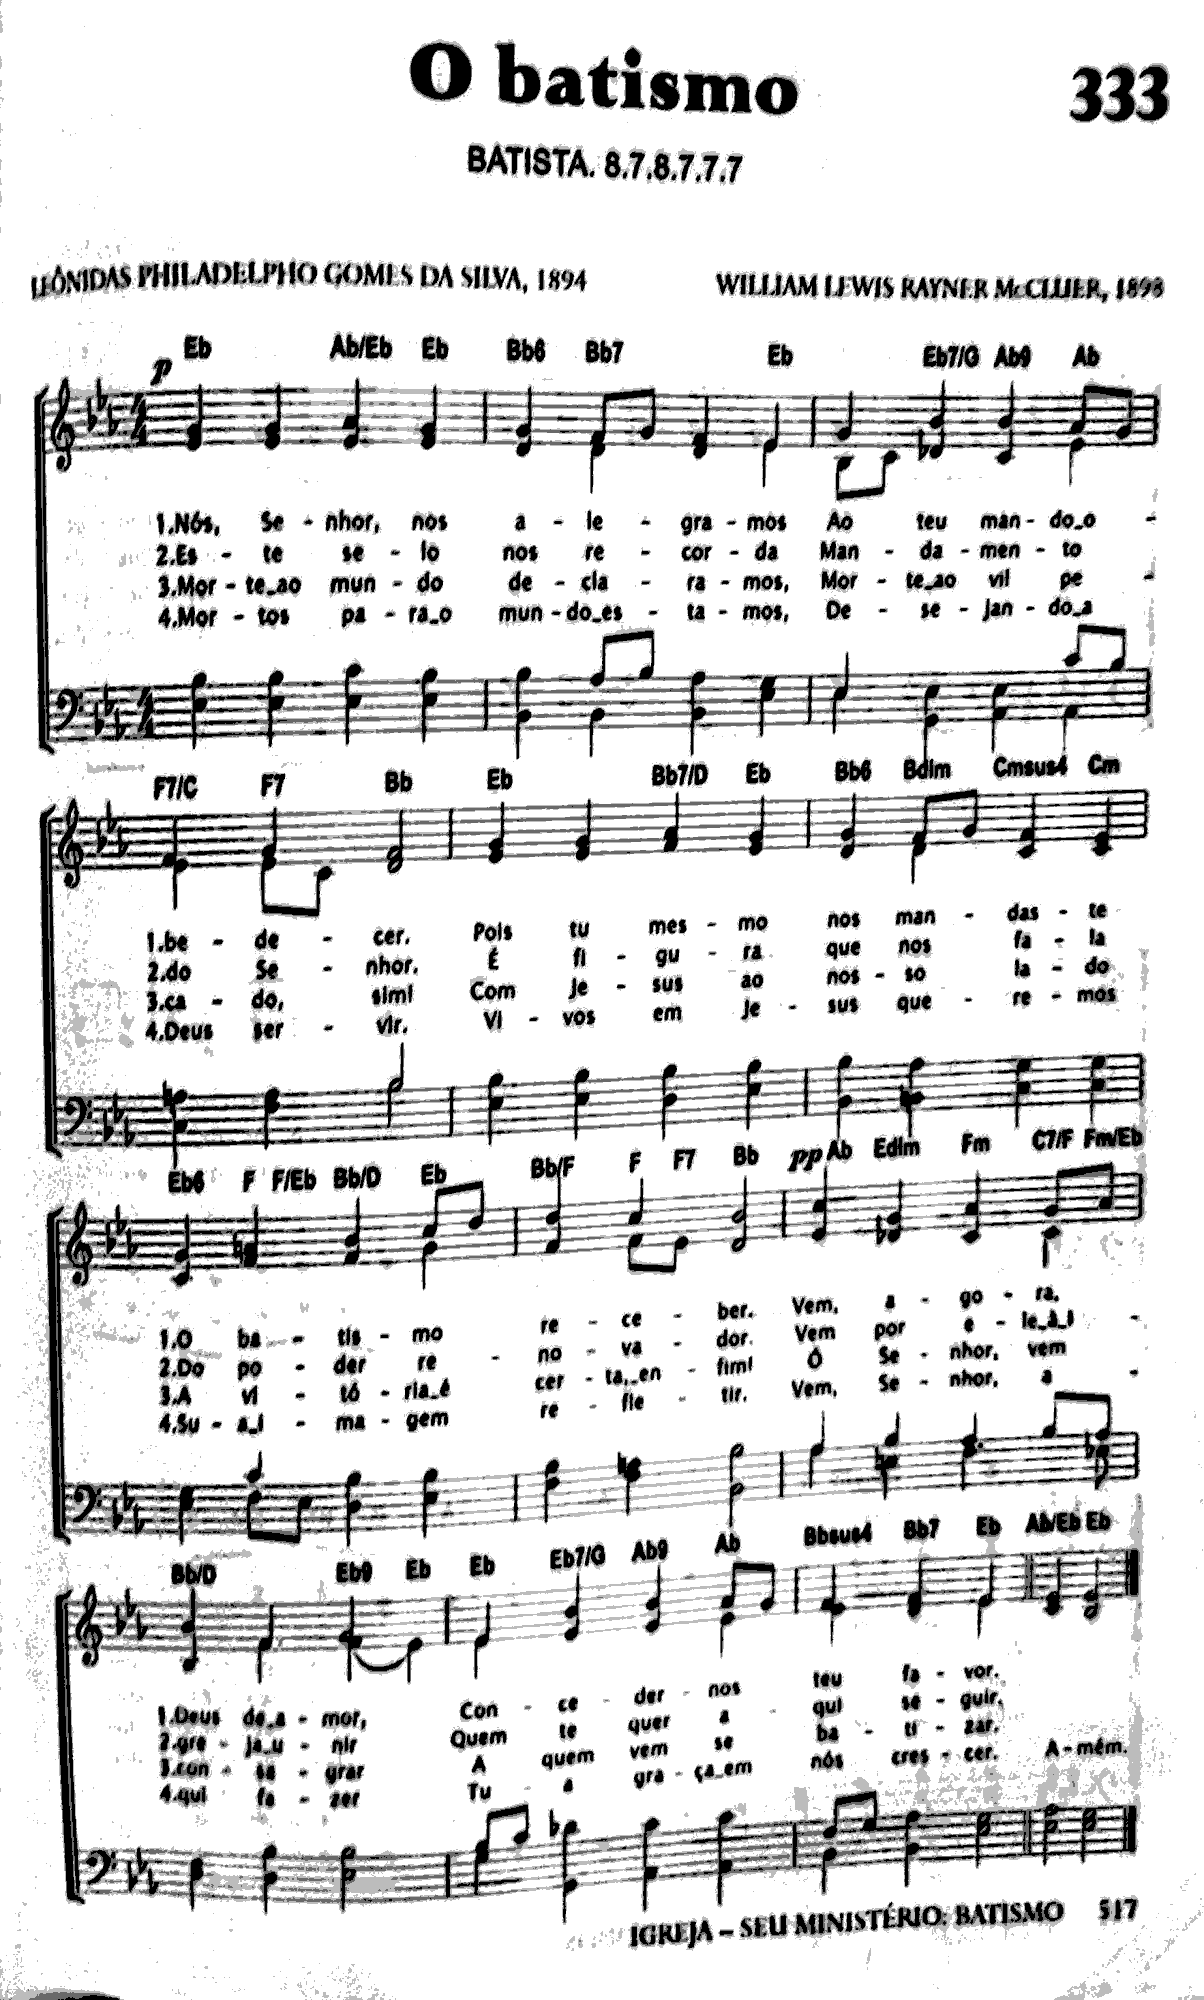 O batismo
333
BATISTA. 8.7.8.7.7.7
LEÔNIDAS PHILADELPHO GOMES DA SILVA, 1894
WILLIAM LEWIS RAYNER McCLUER, 1898
Eb Ab/Eb Eb Bb6 Bb7 Eb Eb7/G Ab9 Ab
p
1.Nós, Se - nhor, nos a - le - gra - mos Ao teu man - do_o -
2.Es - te se - lo nos re - cor - da Man - da - men - to
3.Mor - te_ao mun - do de - cla - ra - mos, Mor - te_ao vil pe -
4.Mor - tos pa - ra_o mun - do_es - ta - mos, De - se - jan - do_a
F7/C F7 Bb Eb Bb7/D Eb Bb6 Bdim Cmsus4 Cm
1.be - de - cer. Pois tu mes - mo nos man - das - te
2.do Se - nhor. É fi - gu - ra que nos fa - la
3.ca - do, sim! Com Je - sus ao nos - so la - do
4.Deus ser - vir. Vi - vos em Je - sus que - re - mos
Eb6 F F/Eb Bb/D Eb Bb/F F F7 Bb pp Ab Edim Fm C7/F Fm/Eb
1.O ba - tis - mo re - ce - ber. Vem, a - go - ra,
2.Do po - der re - no - va - dor. Vem por e - le_à_i -
3.A vi - tó - ria_é cer - ta,_en - fim! Ó Se - nhor, vem
4.Su - a_i - ma - gem re - fle - tir. Vem, Se - nhor, a -
Bb/D Eb9 Eb Eb Eb7/G Ab9 Ab Bbsus4 Bb7 Eb Ab/Eb Eb
1.Deus de_a - mor, Con - ce - der - nos teu fa - vor.
2.gre - ja_u - nir Quem te quer a - qui se - guir.
3.con - sa - grar A quem vem se ba - ti - zar.
4.qui fa - zer Tu - a gra - ça_em nós cres - cer. A - mém.
IGREJA – SEU MINISTÉRIO: BATISMO 517